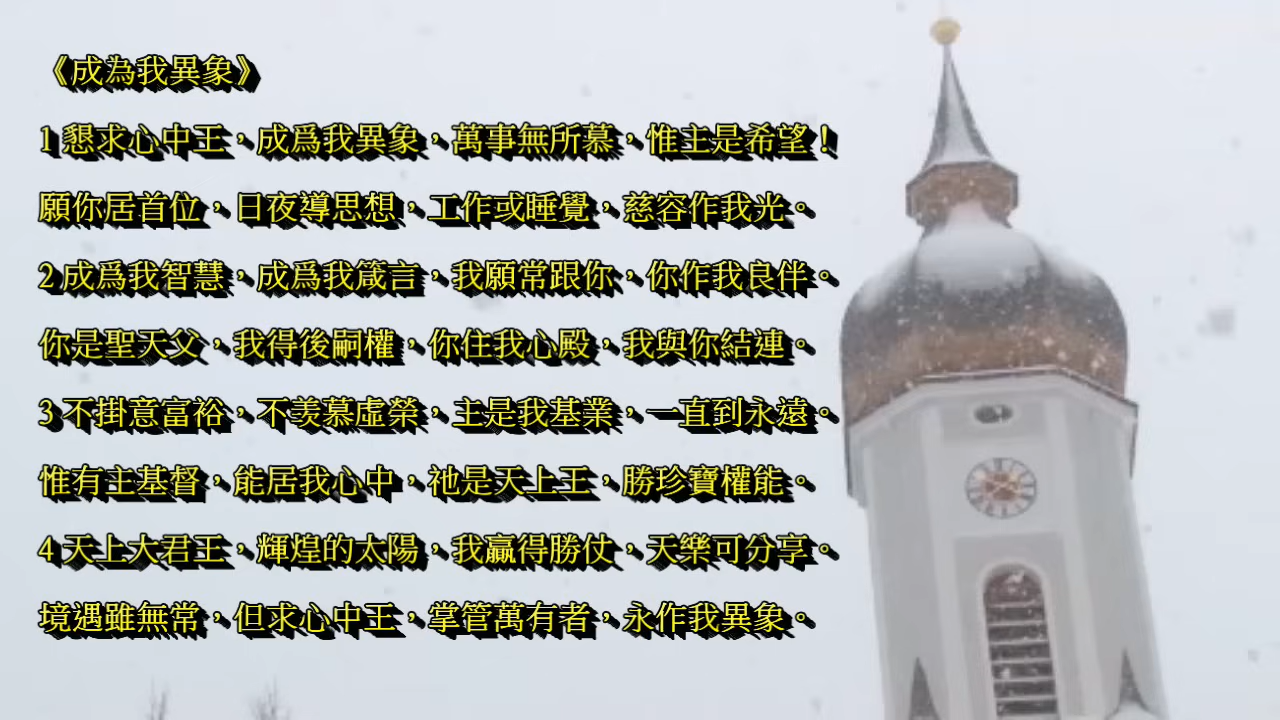 《成為我異象》
1 懇求心中王，成爲我異象，萬事無所慕，惟主是希望！
願你居首位，日夜導思想，工作或睡覺，慈容作我光。
2 成爲我智慧，成爲我箴言，我願常跟你，你作我良伴。
你是聖天父，我得後嗣權，你住我心殿，我與你結連。
3 不掛意富裕，不羡慕虛榮，主是我基業，一直到永遠。
惟有主基督，能居我心中，祂是天上王，勝珍寶權能。
4 天上大君王，輝煌的太陽，我贏得勝仗，天樂可分享。
境遇雖無常，但求心中王，掌管萬有者，永作我異象。